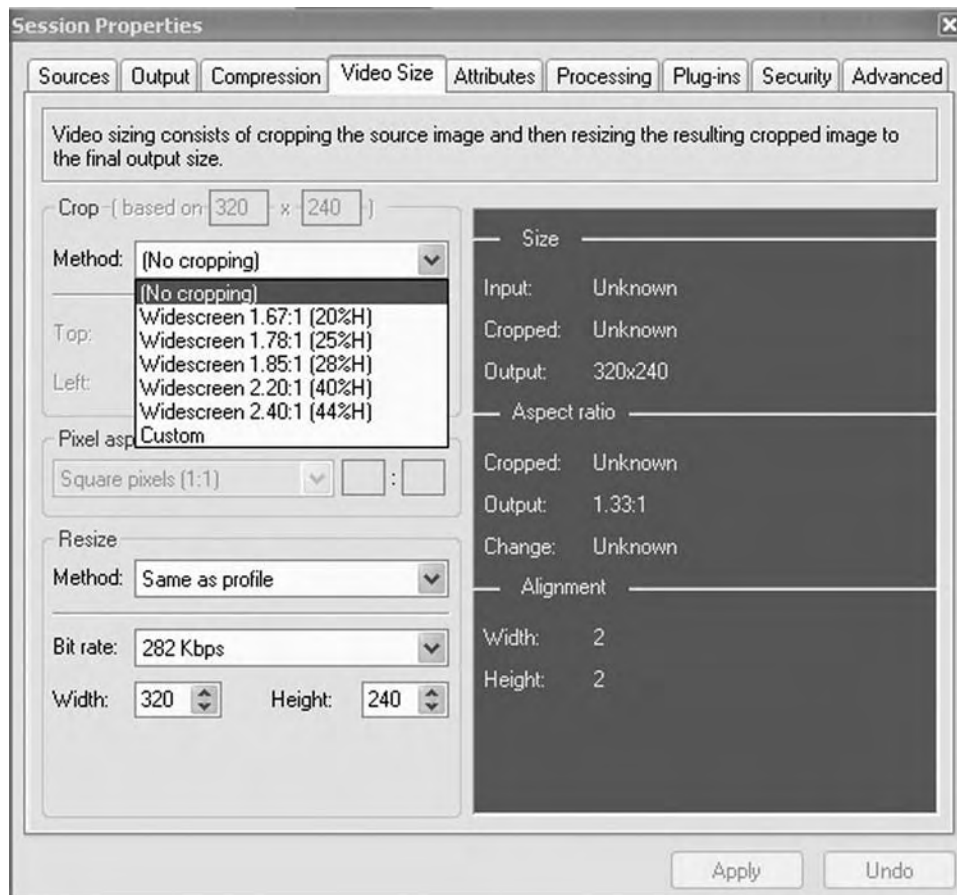 Session Properties
Sources Output Compression Video Size Attributes Processing Plug-ins Security Advanced
Video sizing consists of cropping the source image and then resizing the resulting cropped image to
the final output size.
Crop ( based on 320 x 240 )
Method: (No cropping)
(No cropping)
Widescreen 1.67:1 (20%H)
Widescreen 1.78:1 (25%H)
Widescreen 1.85:1 (28%H)
Widescreen 2.20:1 (40%H)
Widescreen 2.40:1 (44%H)
Custom
Top:
Left:
Pixel asp
Square pixels (1:1) :
Resize
Method: Same as profile
Bit rate: 282 Kbps
Width: 320 Height: 240
Size
Input: Unknown
Cropped: Unknown
Output: 320x240
Aspect ratio
Cropped: Unknown
Output: 1.33:1
Change: Unknown
Alignment
Width: 2
Height: 2
Apply Undo